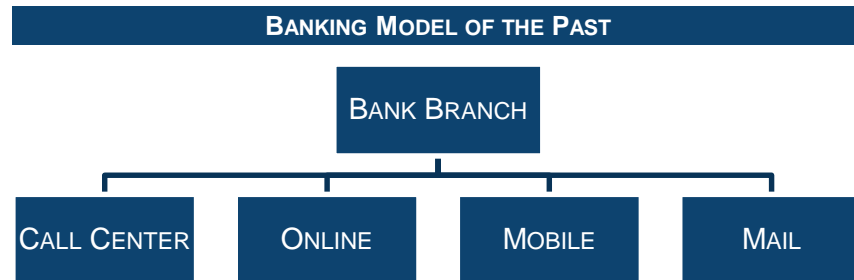 BANKING MODEL OF THE PAST
BANK BRANCH
CALL CENTER
ONLINE
MOBILE
MAIL